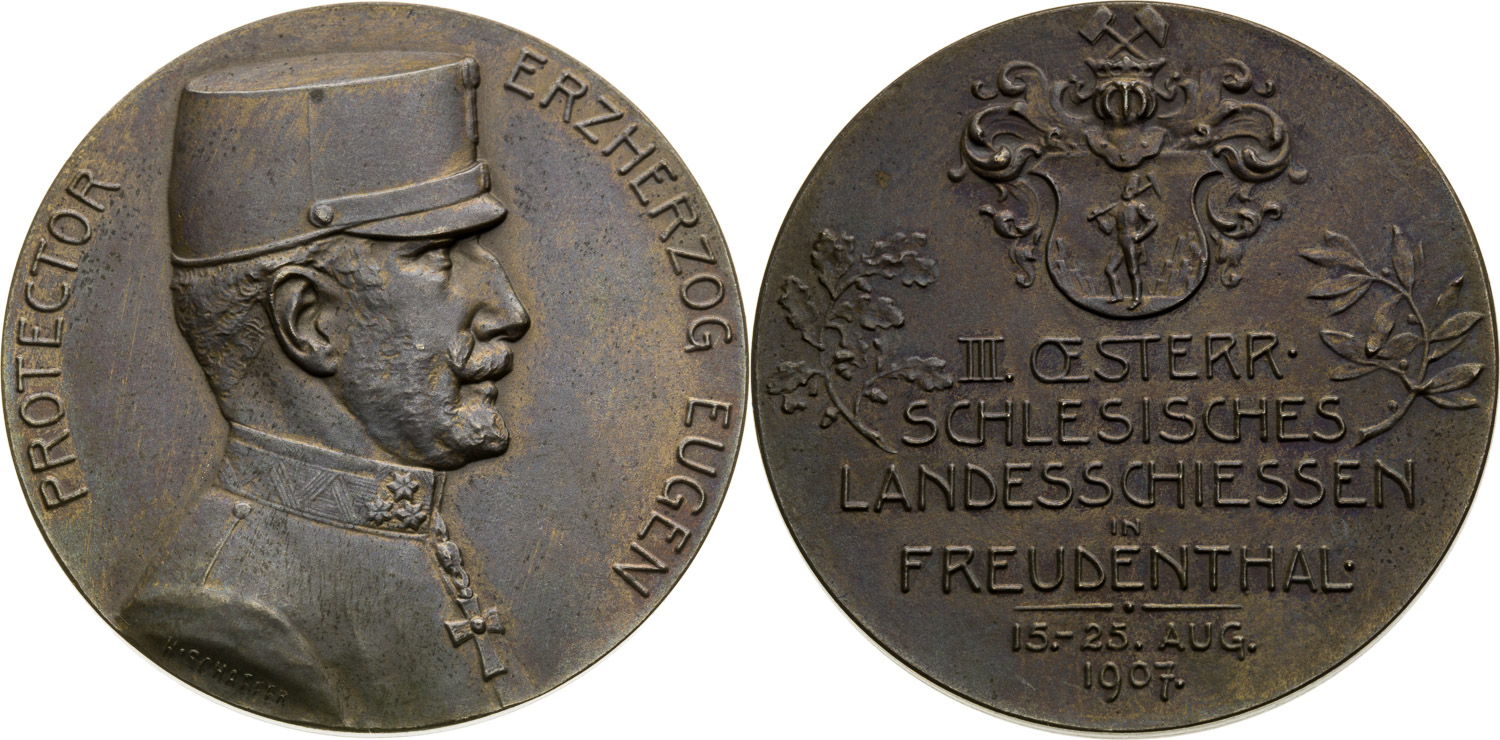 PROTECTOR
ERZHERZOG EUGEN
H·SCHAEFER
III. ŒSTERR·
SCHLESISCHES
LANDESSCHIESSEN
IN
FREUDENTHAL·
15.-25. AUG.
1907.